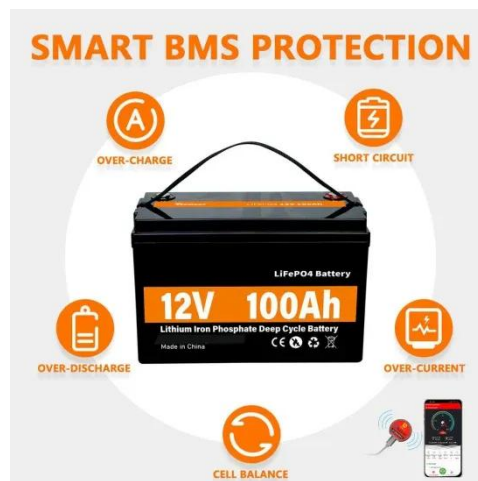 SMART BMS PROTECTION
OVER-CHARGE
SHORT CIRCUIT
LiFePO4 Battery
12V 100Ah
Lithium Iron Phosphate Deep Cycle Battery
Made in China
CE
OVER-DISCHARGE
OVER-CURRENT
CELL BALANCE